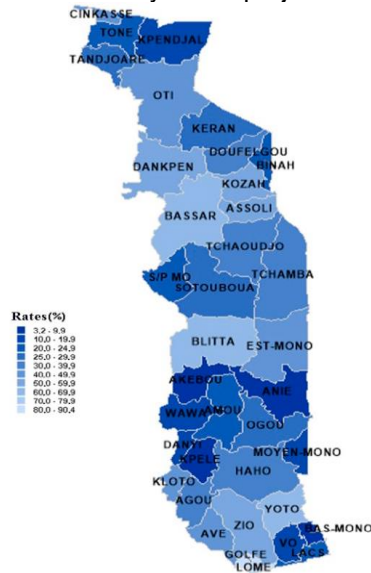 CINKASSE
TONE
KPENDJAL
TANDJOARE
OTI
KERAN
DOUFELGOU
BINAH
DANKPEN
KOZAH
ASSOLI
BASSAR
TCHAOUDJO
TCHAMBA
S/P MO
SOTOUBOUA
Rates(%)
3,2 - 9,9
10,0 - 19,9
20,0 - 24,9
25,0 - 29,9
30,0 - 39,9
40,0 - 49,9
50,0 - 59,9
60,0 - 69,9
70,0 - 79,9
80,0 - 90,4
BLITTA
EST-MONO
AKEBOU
ANIE
WAWA
AMOU
OGOU
DANYI
MOYEN-MONO
KPELE
HAHO
KLOTO
AGOU
YOTO
AVE
ZIO
BAS-MONO
VO
LACS
GOLFE
LOME